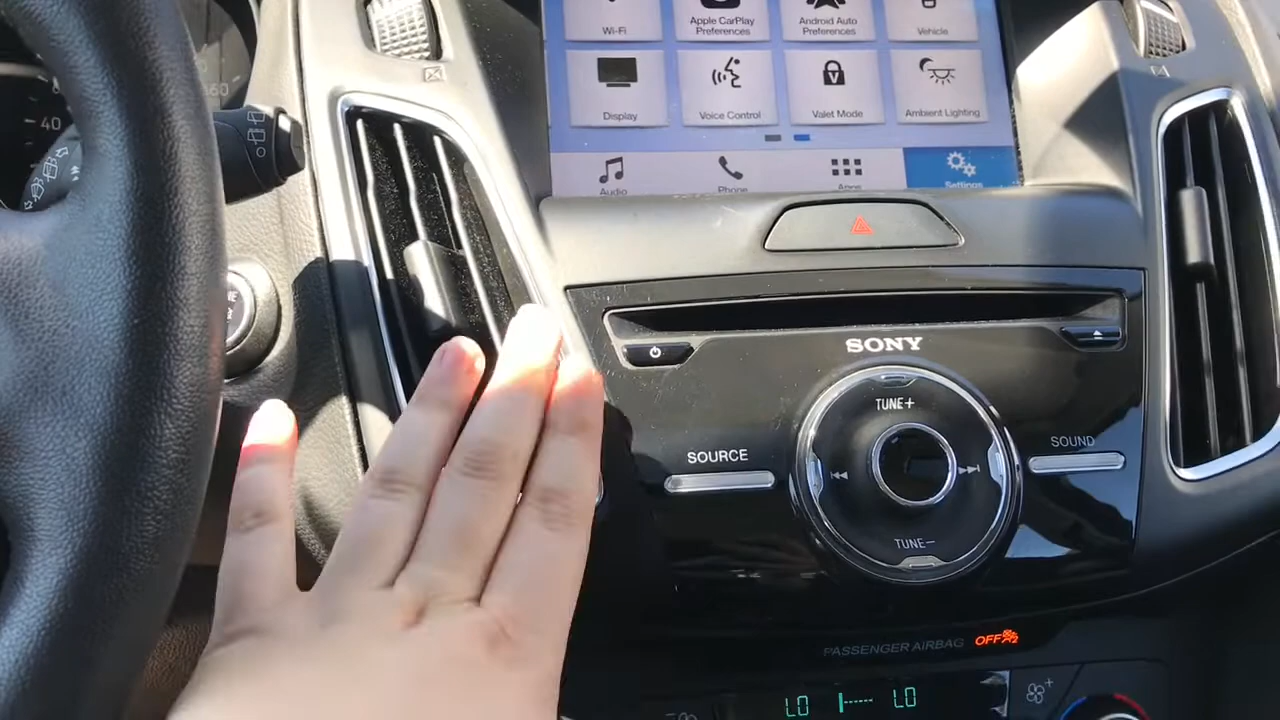 Wi-Fi
Apple CarPlay
Preferences
Android Auto
Preferences
Vehicle
Display
Voice Control
Valet Mode
Ambient Lighting
Audio
Phone
Apps
Settings
40
SONY
TUNE+
SOURCE
SOUND
TUNE-
PASSENGER AIRBAG OFF
LO LO